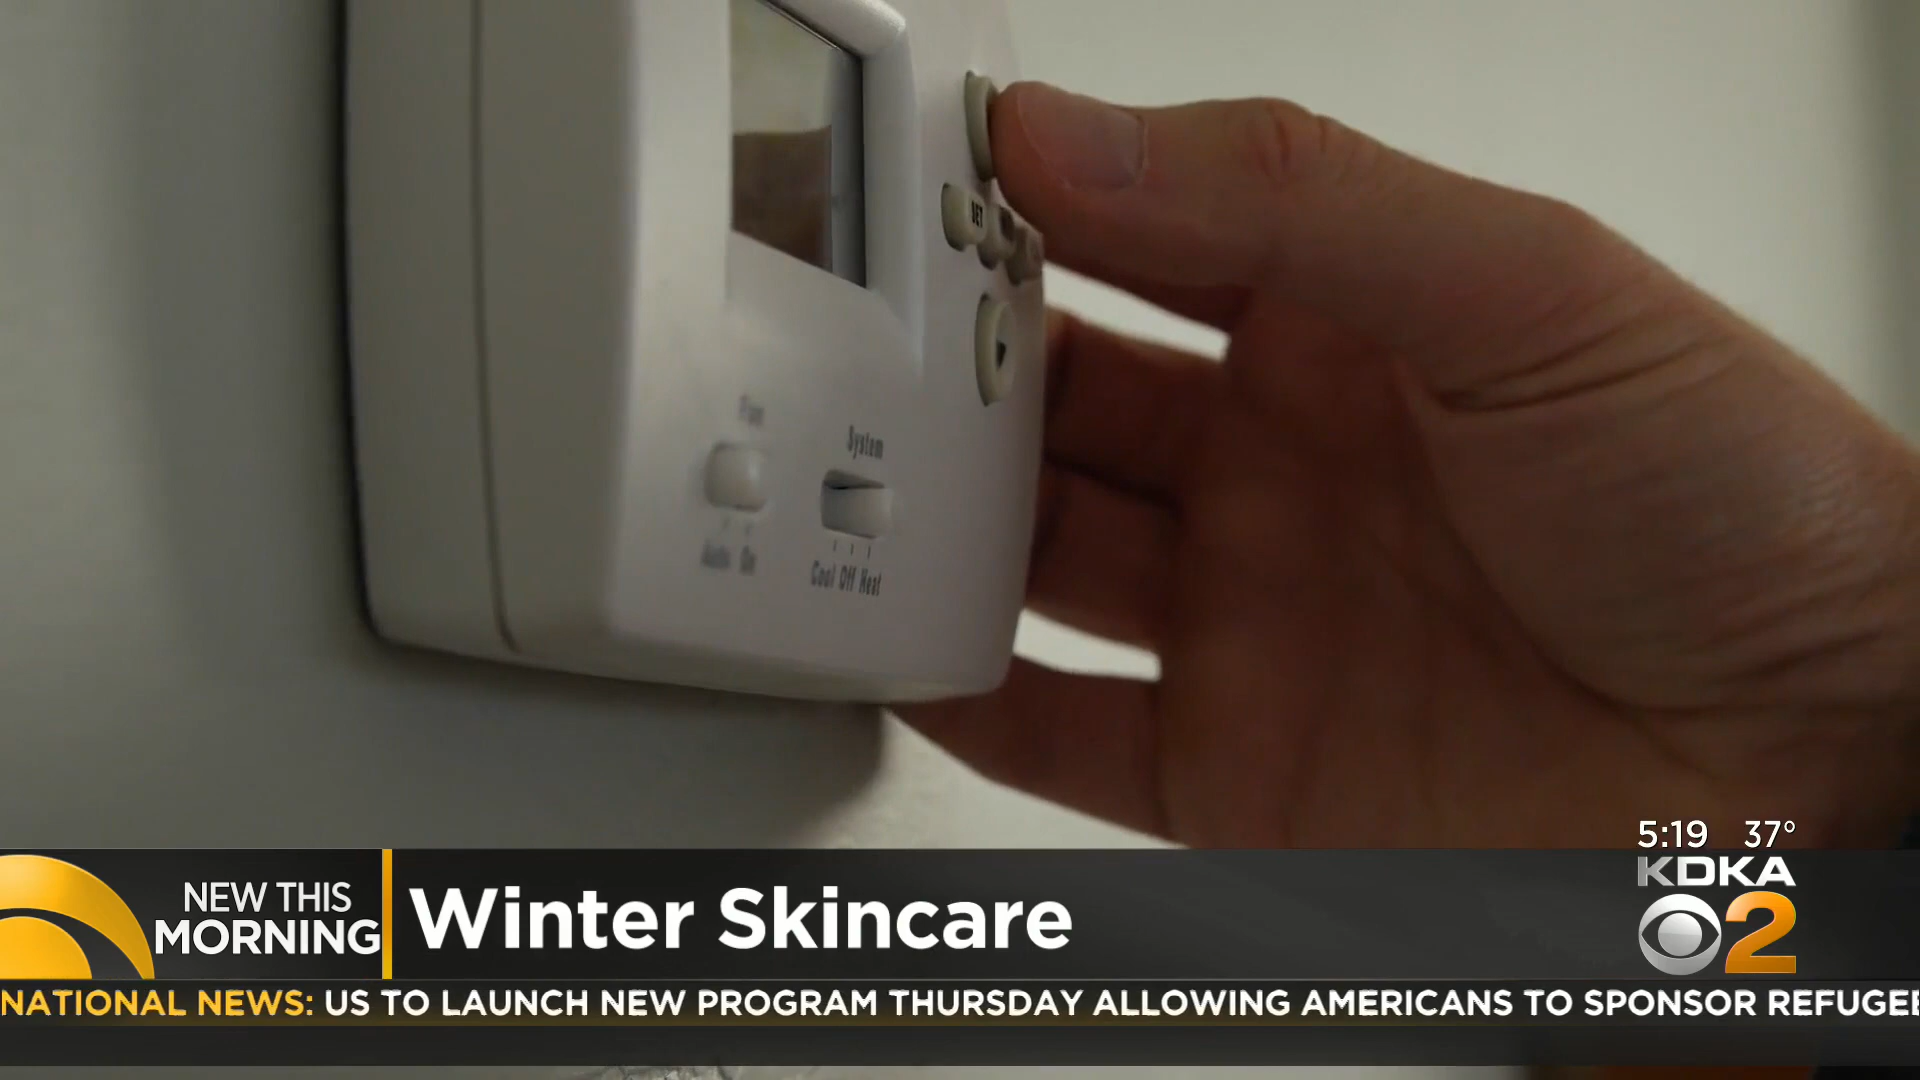 SET
Fan
System
Auto On
Cool Off Heat
5:19 37°
KDKA
2
NEW THIS
MORNING
Winter Skincare
NATIONAL NEWS: US TO LAUNCH NEW PROGRAM THURSDAY ALLOWING AMERICANS TO SPONSOR REFUGEE